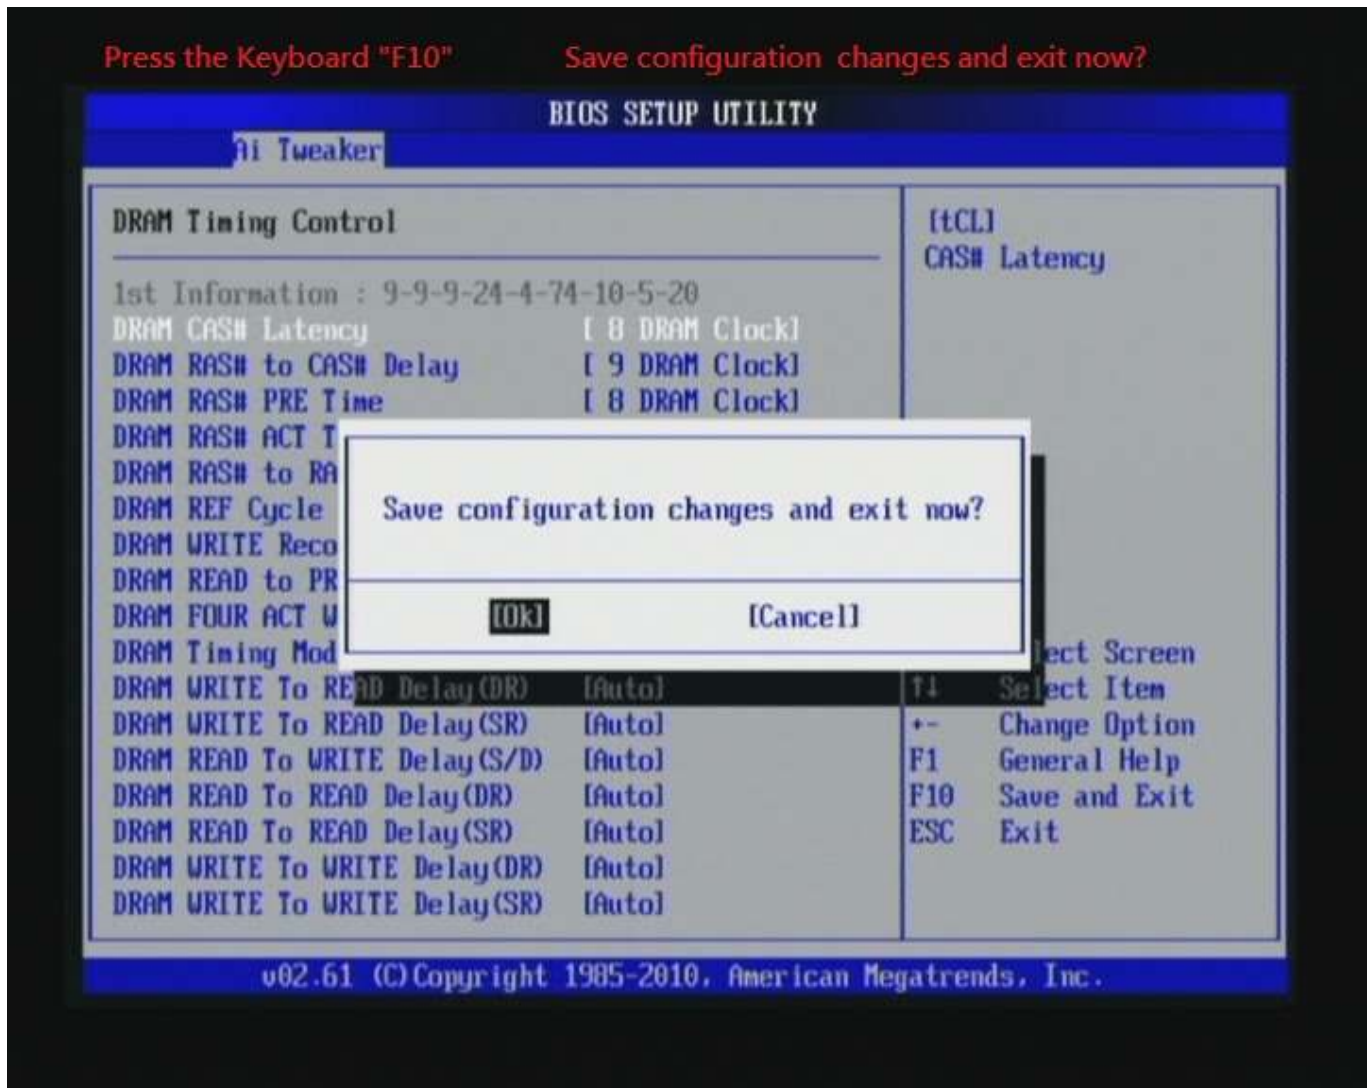 Press the Keyboard "F10" Save configuration changes and exit now?
BIOS SETUP UTILITY
Ai Tweaker
DRAM Timing Control
1st Information : 9-9-9-24-4-74-10-5-20
DRAM CAS# Latency [ 8 DRAM Clock]
DRAM RAS# to CAS# Delay [ 9 DRAM Clock]
DRAM RAS# PRE Time [ 8 DRAM Clock]
DRAM RAS# ACT T
DRAM RAS# to RA
DRAM REF Cycle
DRAM WRITE Reco
DRAM READ to PR
DRAM FOUR ACT W
DRAM Timing Mod
DRAM WRITE To READ Delay(DR) [Auto]
DRAM WRITE To READ Delay(SR) [Auto]
DRAM READ To WRITE Delay(S/D) [Auto]
DRAM READ To READ Delay(DR) [Auto]
DRAM READ To READ Delay(SR) [Auto]
DRAM WRITE To WRITE Delay(DR) [Auto]
DRAM WRITE To WRITE Delay(SR) [Auto]
Save configuration changes and exit now?
[Ok] [Cancel]
[tCL]
CAS# Latency
ect Screen
↑↓ Select Item
+- Change Option
F1 General Help
F10 Save and Exit
ESC Exit
v02.61 (C)Copyright 1985-2010, American Megatrends, Inc.